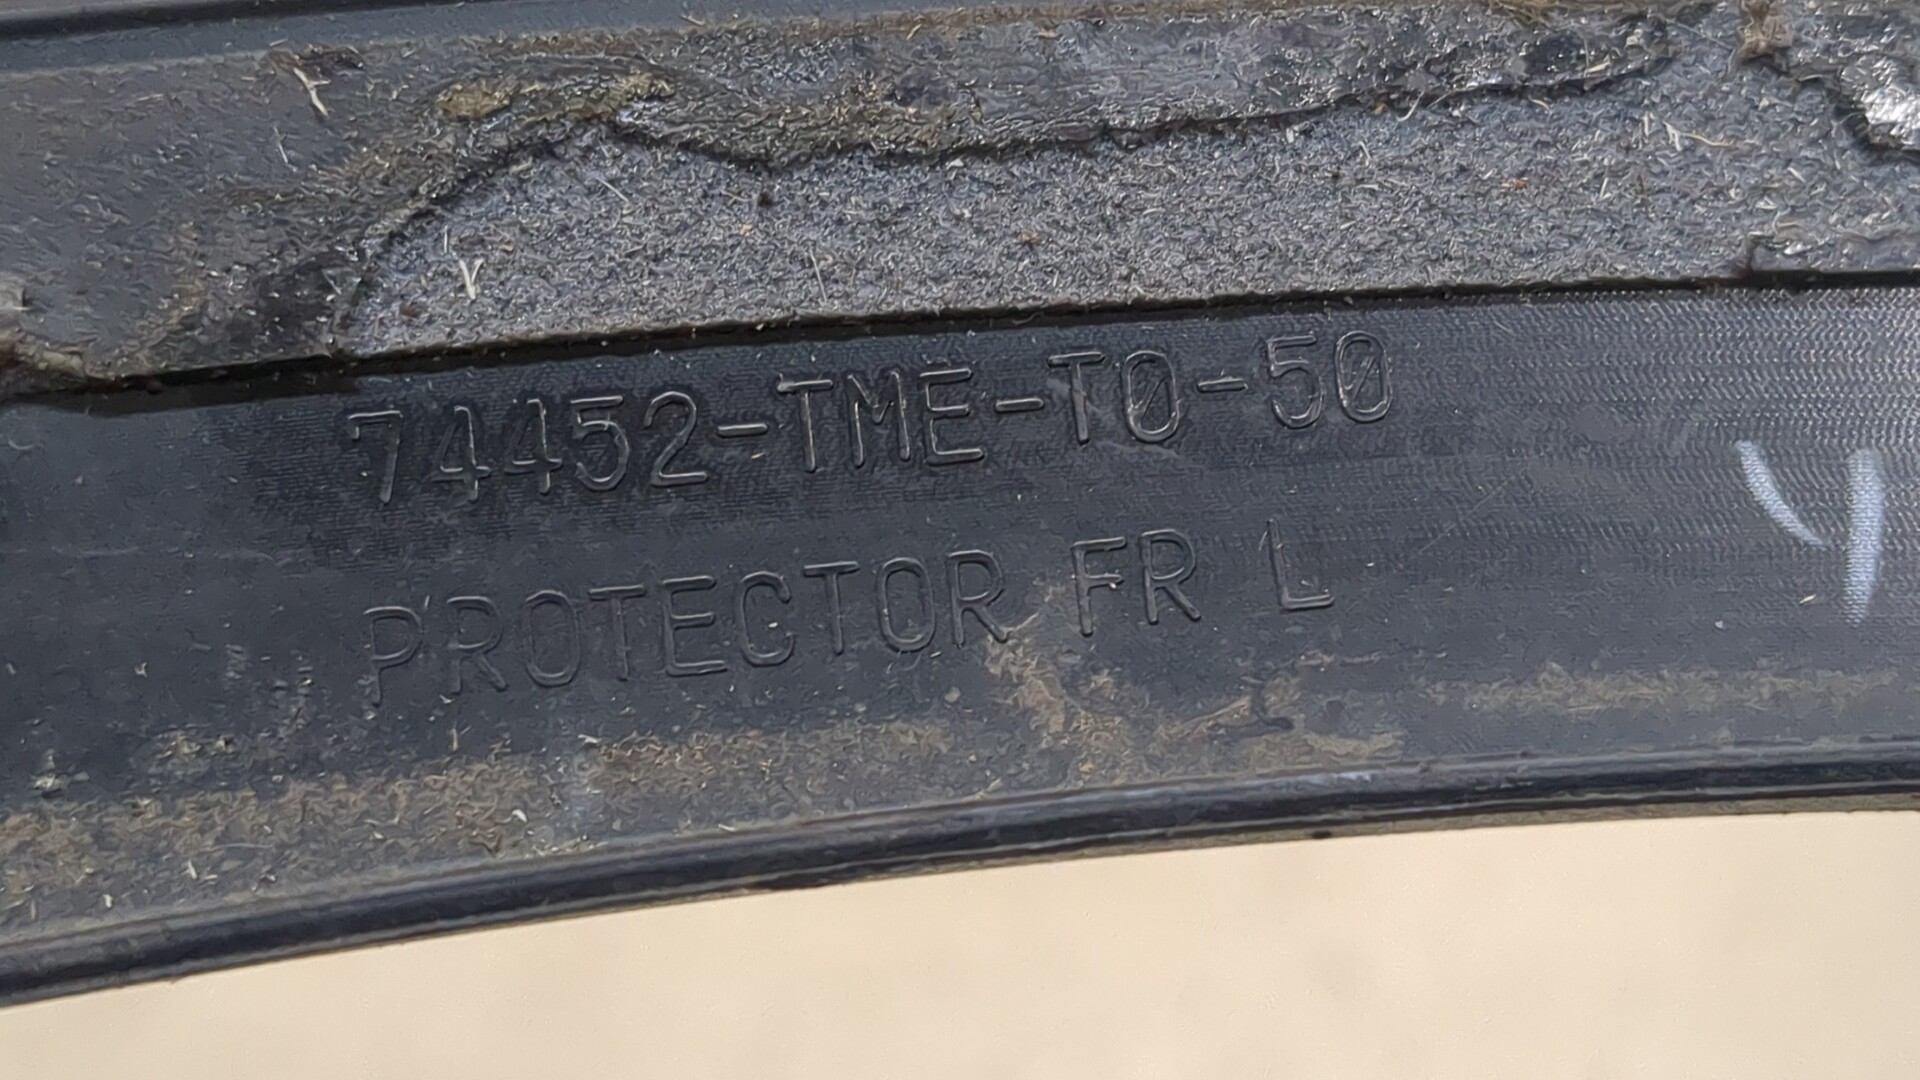 74452-TME-T0-50
PROTECTOR FR L